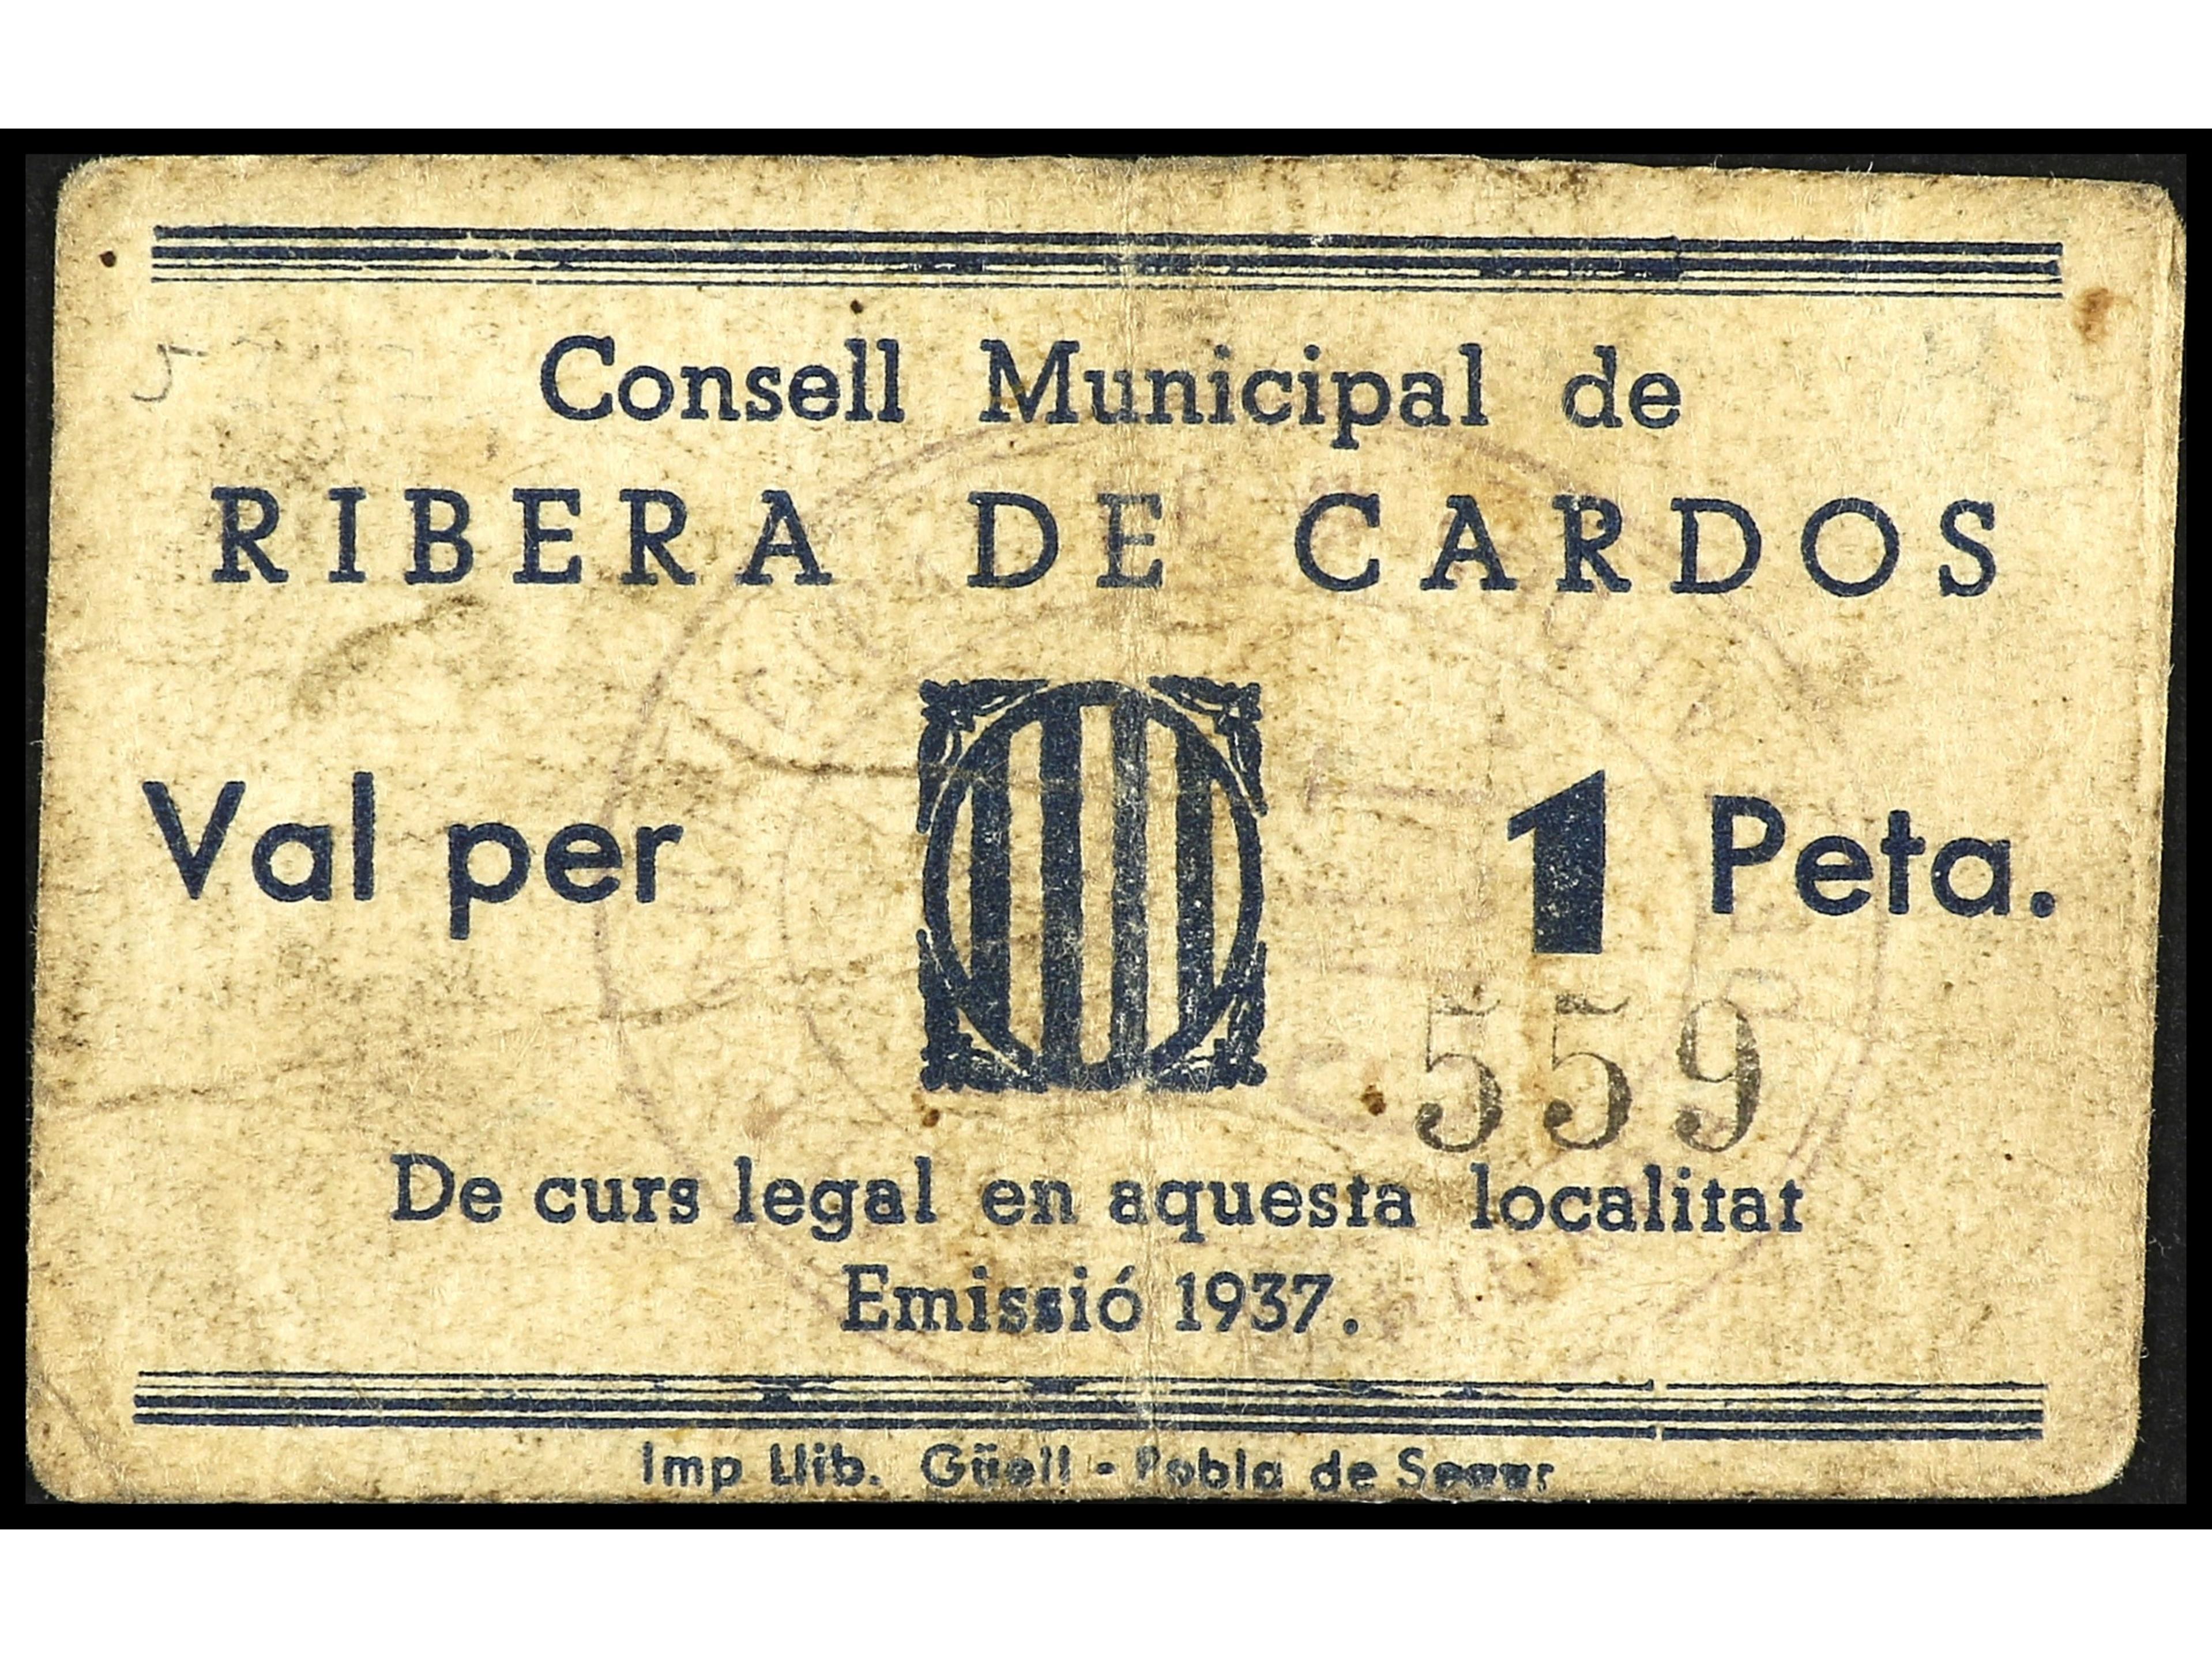 Consell Municipal de
RIBERA DE CARDOS
Val per 1 Peta.
559
De curs legal en aquesta localitat
Emissió 1937.
Imp Llib. Güell - Pobla de Segur